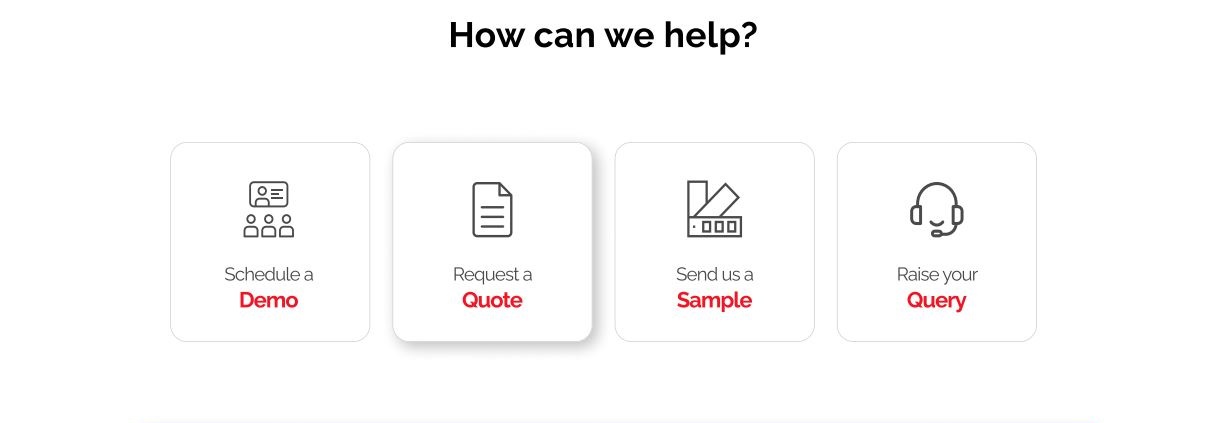 How can we help?
Schedule a
Demo
Request a
Quote
Send us a
Sample
Raise your
Query